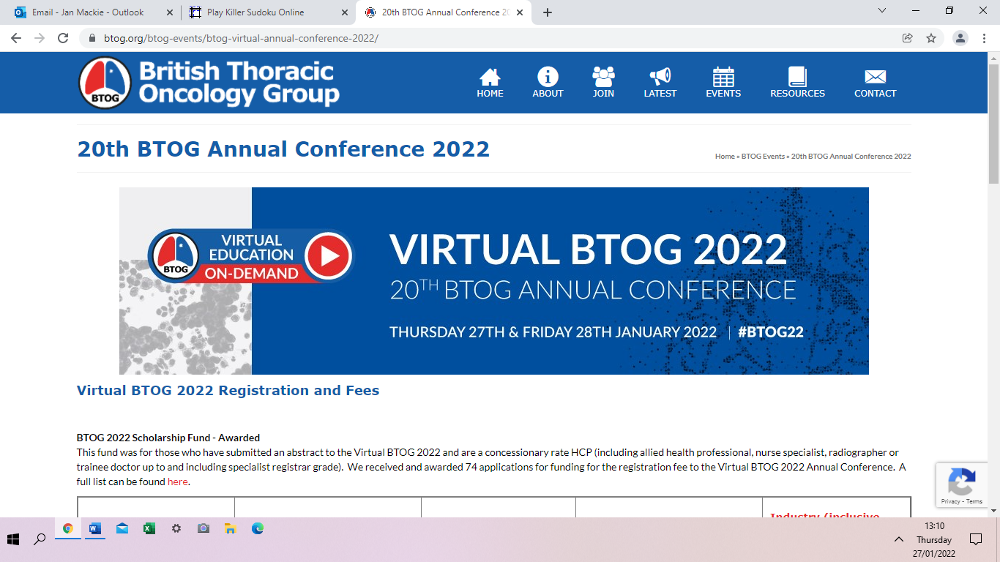 Email - Jan Mackie - Outlook
Play Killer Sudoku Online
20th BTOG Annual Conference 20
btog.org/btog-events/btog-virtual-annual-conference-2022/
BTOG
British Thoracic
Oncology Group
HOME
ABOUT
JOIN
LATEST
EVENTS
RESOURCES
CONTACT
20th BTOG Annual Conference 2022
Home » BTOG Events » 20th BTOG Annual Conference 2022
BTOG
VIRTUAL
EDUCATION
ON-DEMAND
VIRTUAL BTOG 2022
20TH BTOG ANNUAL CONFERENCE
THURSDAY 27TH & FRIDAY 28TH JANUARY 2022 | #BTOG22
Virtual BTOG 2022 Registration and Fees
BTOG 2022 Scholarship Fund - Awarded
This fund was for those who have submitted an abstract to the Virtual BTOG 2022 and are a concessionary rate HCP (including allied health professional, nurse specialist, radiographer or
trainee doctor up to and including specialist registrar grade).  We received and awarded 74 applications for funding for the registration fee to the Virtual BTOG 2022 Annual Conference.  A
full list can be found here.
Industry (inclusive
Privacy - Terms
13:10
Thursday
27/01/2022